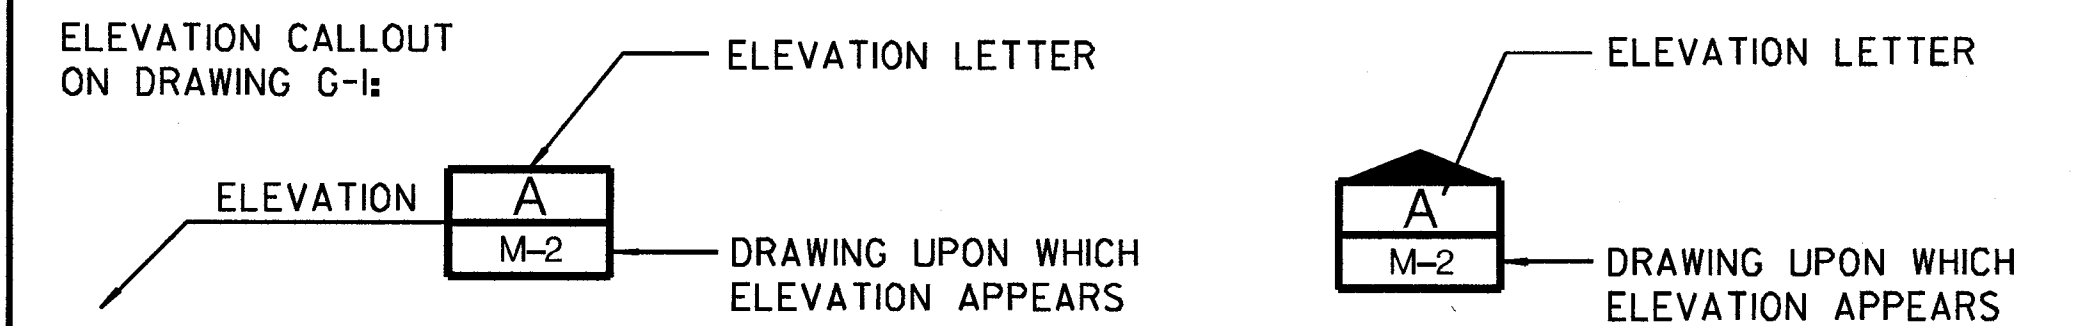 ELEVATION CALLOUT
ON DRAWING G-1:
ELEVATION LETTER
ELEVATION
A
M-2
DRAWING UPON WHICH
ELEVATION APPEARS
ELEVATION LETTER
A
M-2
DRAWING UPON WHICH
ELEVATION APPEARS